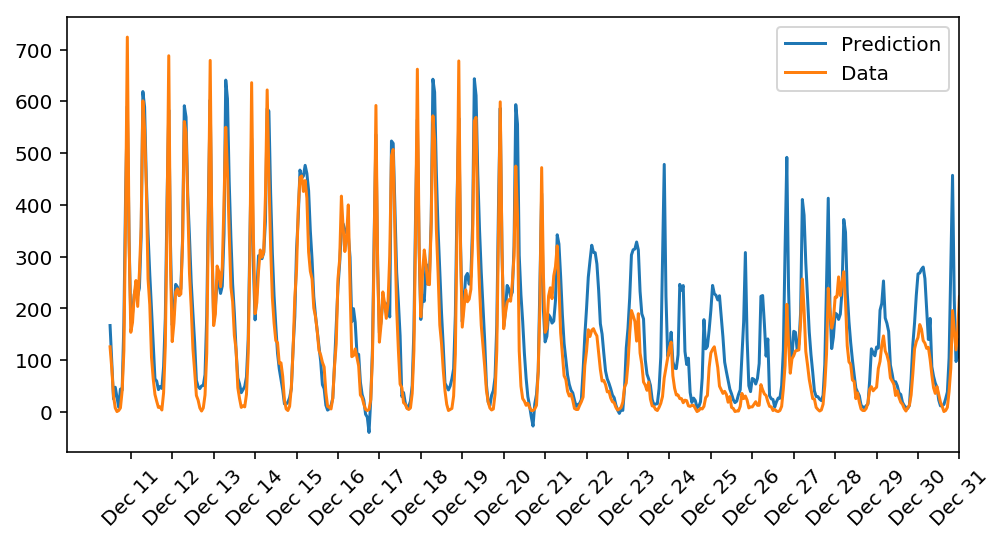 700
600
500
400
300
200
100
0
Prediction
Data
Dec 11
Dec 12
Dec 13
Dec 14
Dec 15
Dec 16
Dec 17
Dec 18
Dec 19
Dec 20
Dec 21
Dec 22
Dec 23
Dec 24
Dec 25
Dec 26
Dec 27
Dec 28
Dec 29
Dec 30
Dec 31